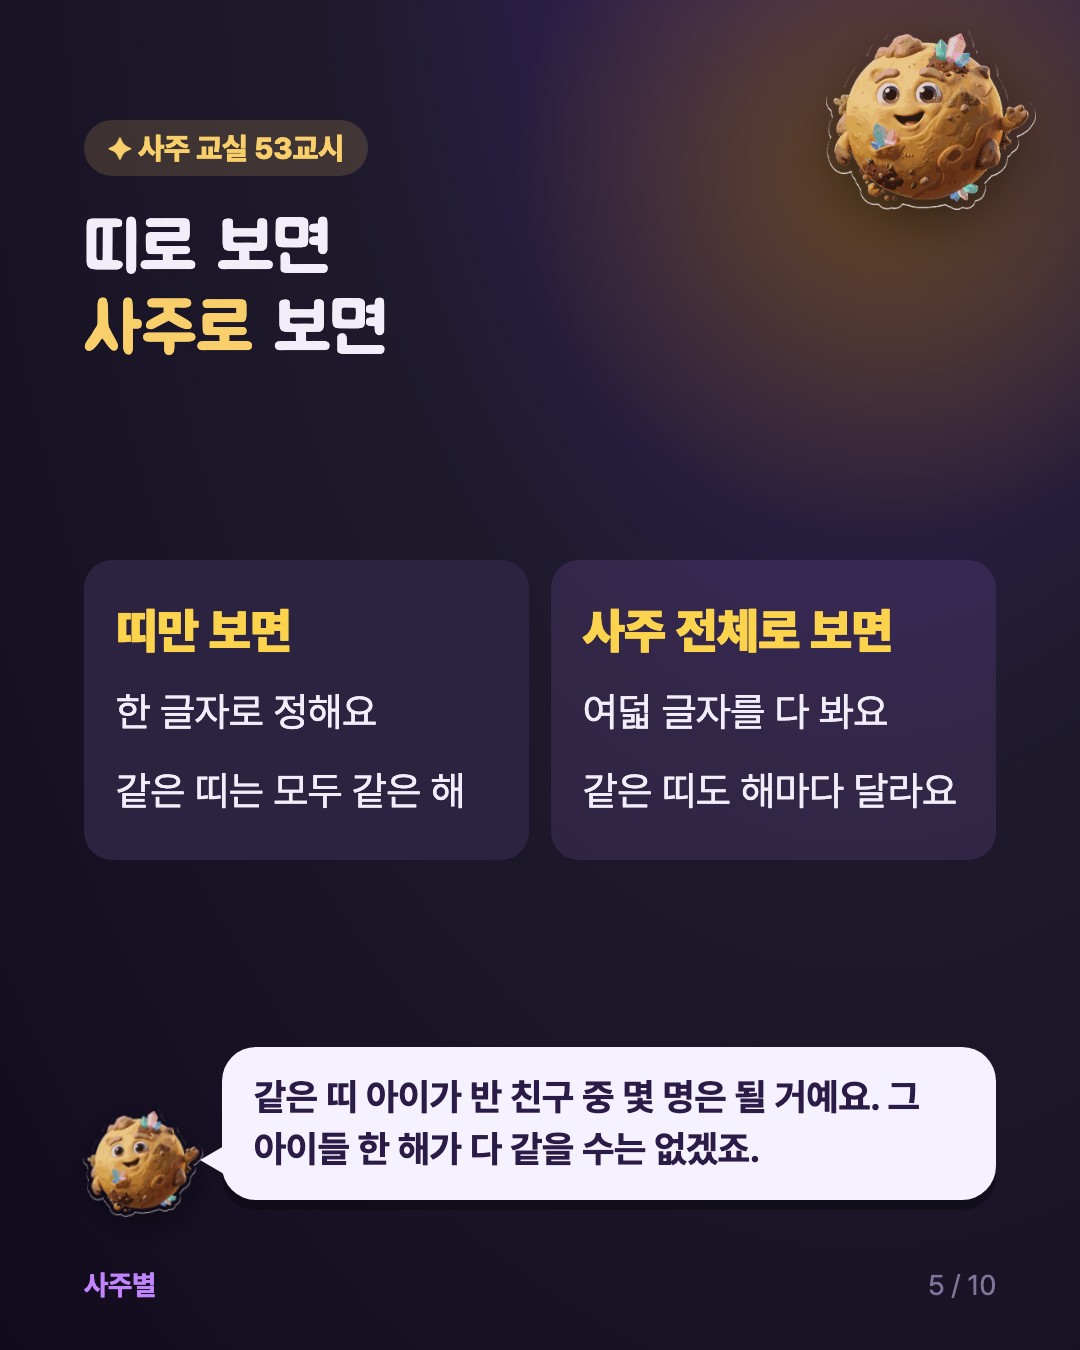 ✦ 사주 교실 53교시
띠로 보면
사주로 보면
띠만 보면
한 글자로 정해요
같은 띠는 모두 같은 해
사주 전체로 보면
여덟 글자를 다 봐요
같은 띠도 해마다 달라요
같은 띠 아이가 반 친구 중 몇 명은 될 거예요. 그
아이들 한 해가 다 같을 수는 없겠죠.
사주별
5 / 10